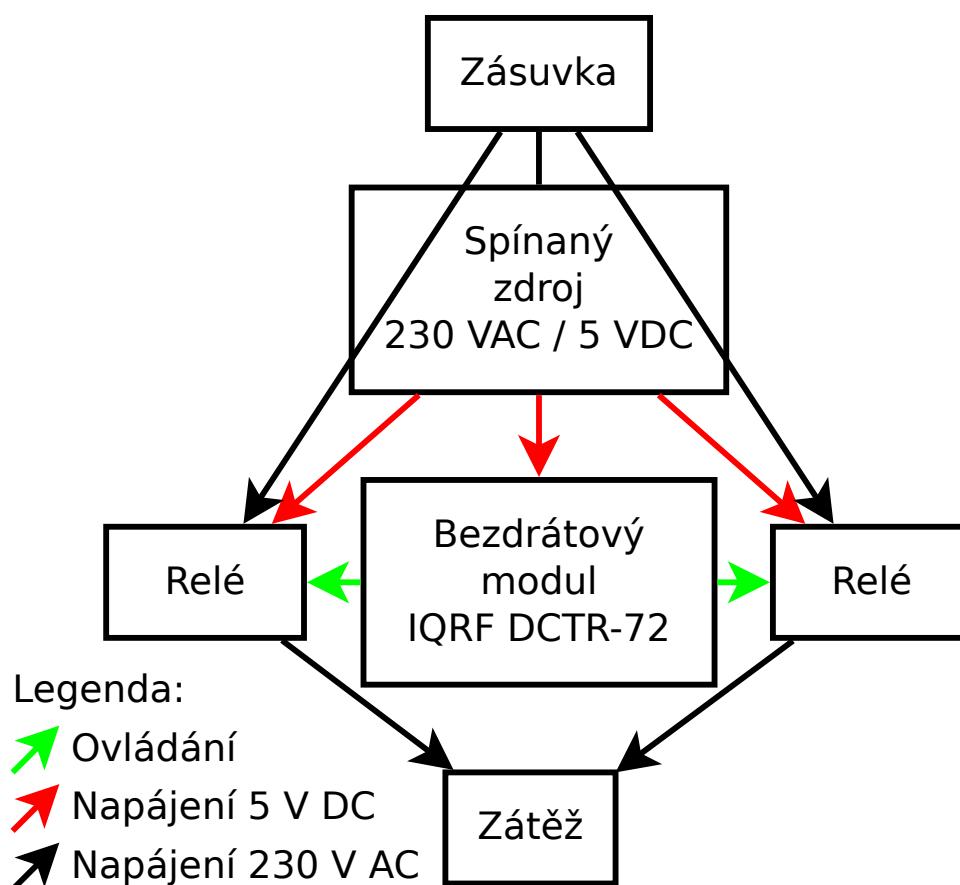 Zásuvka
Spínaný
zdroj
230 VAC / 5 VDC
Relé
Bezdrátový
modul
IQRF DCTR-72
Relé
Legenda:
Ovládání
Napájení 5 V DC
Napájení 230 V AC
Zátěž